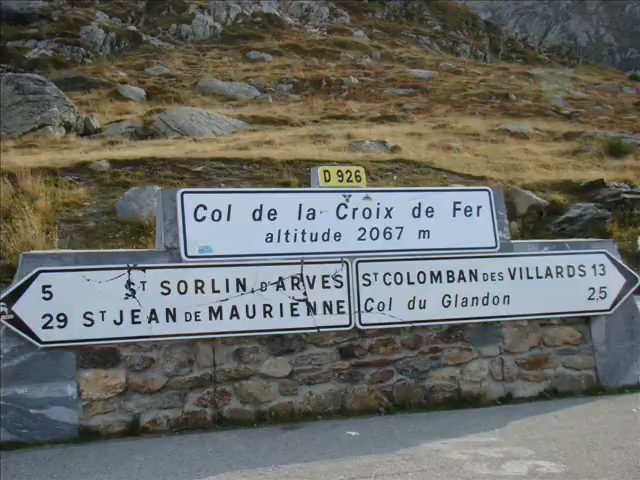 D 926
Col de la Croix de Fer
altitude 2067 m
5 ST SORLIN D'ARVES
29 ST JEAN DE MAURIENNE
ST COLOMBAN DES VILLARDS 13
Col du Glandon 2,5